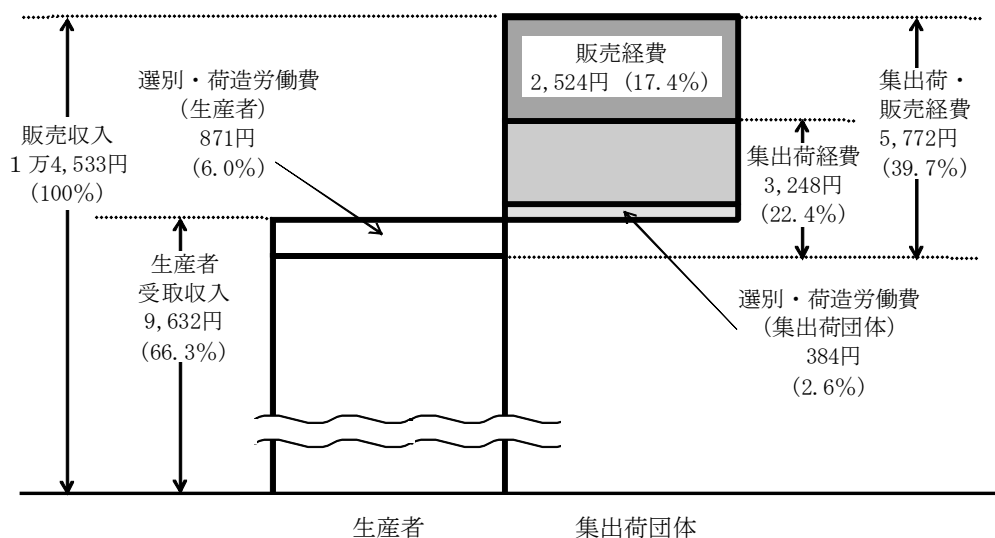 販売収入
1万4,533円
(100%)
選別・荷造労働費
(生産者)
871円
(6.0%)
生産者
受取収入
9,632円
(66.3%)
販売経費
2,524円 (17.4%)
集出荷経費
3,248円
(22.4%)
集出荷・
販売経費
5,772円
(39.7%)
選別・荷造労働費
(集出荷団体)
384円
(2.6%)
生産者
集出荷団体